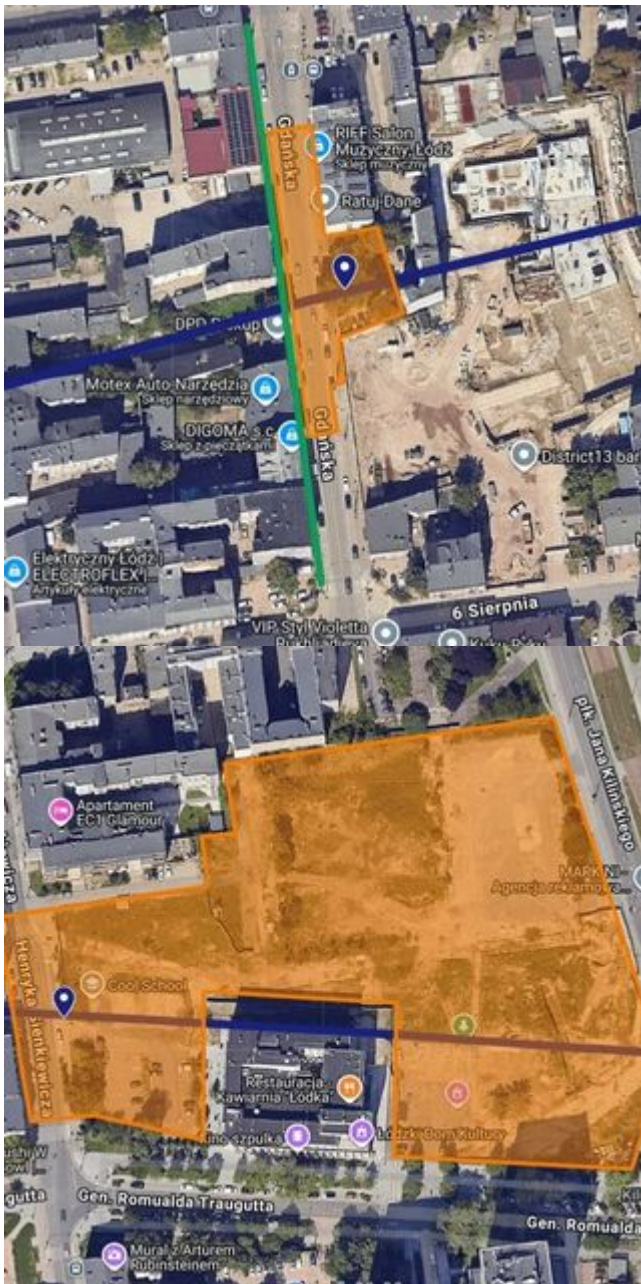 Gdańska
RIFF Salon
Muzyczny, Łódź
Sklep muzyczny
Ratuj Dane
DPD Pickup
Motex Auto-Narzędzia
Sklep narzędziowy
DIGOMA s.c
Sklep z pieczątkami
Gdańska
District13 bar
Elektryczny Łódź |
ELECTROFLEX |...
Artykuły elektryczne
6 Sierpnia
VIP Styl Violetta
plk. Jana Kilińskiego
Apartament
EC1 Glamour
MARK NI -
Agencja reklamowa...
Cool School
Henryka Sienkiewicza
Restauracja
Kawiarnia "Łódka"
Łódzki Dom Kultury
Gen. Romualda Traugutta
Gen. Romualda
Mural z Arturem
Rubinsteinem